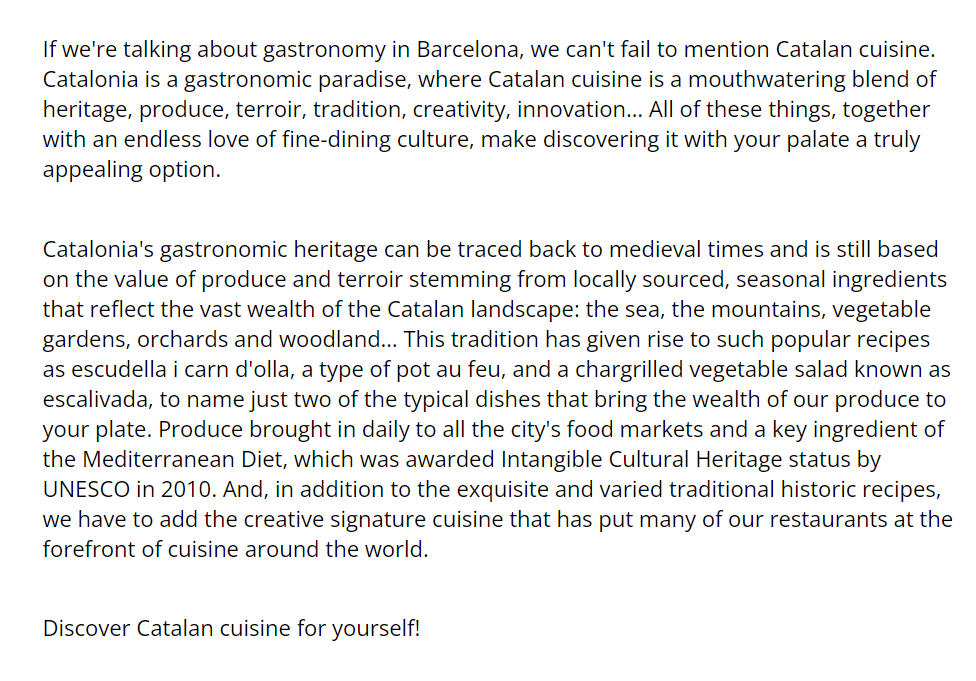 If we're talking about gastronomy in Barcelona, we can't fail to mention Catalan cuisine.
Catalonia is a gastronomic paradise, where Catalan cuisine is a mouthwatering blend of
heritage, produce, terroir, tradition, creativity, innovation... All of these things, together
with an endless love of fine-dining culture, make discovering it with your palate a truly
appealing option.
Catalonia's gastronomic heritage can be traced back to medieval times and is still based
on the value of produce and terroir stemming from locally sourced, seasonal ingredients
that reflect the vast wealth of the Catalan landscape: the sea, the mountains, vegetable
gardens, orchards and woodland... This tradition has given rise to such popular recipes
as escudella i carn d'olla, a type of pot au feu, and a chargrilled vegetable salad known as
escalivada, to name just two of the typical dishes that bring the wealth of our produce to
your plate. Produce brought in daily to all the city's food markets and a key ingredient of
the Mediterranean Diet, which was awarded Intangible Cultural Heritage status by
UNESCO in 2010. And, in addition to the exquisite and varied traditional historic recipes,
we have to add the creative signature cuisine that has put many of our restaurants at the
forefront of cuisine around the world.
Discover Catalan cuisine for yourself!